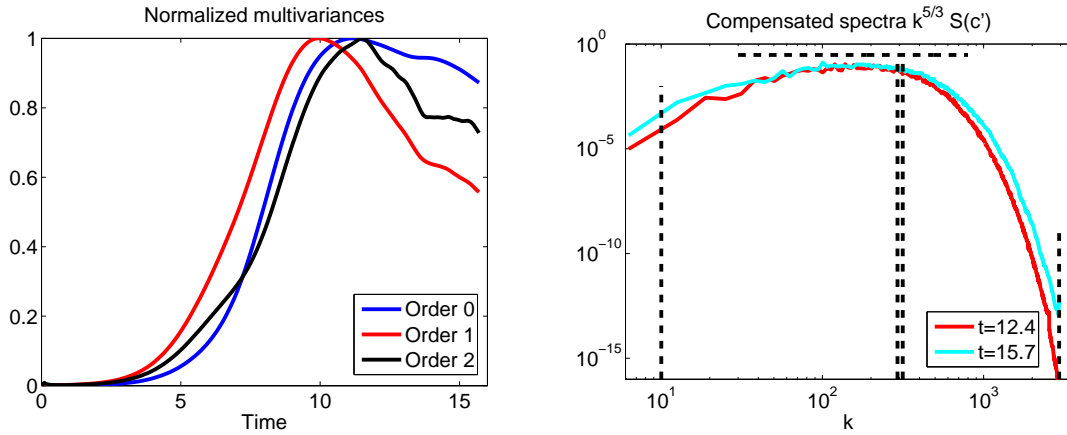 Normalized multivariances
1
0.8
0.6
0.4
0.2
0
0 5 10 15
Time
Order 0
Order 1
Order 2
Compensated spectra k^{5/3} S(c')
10^0
10^{-5}
10^{-10}
10^{-15}
10^1 10^2 10^3
k
t=12.4
t=15.7